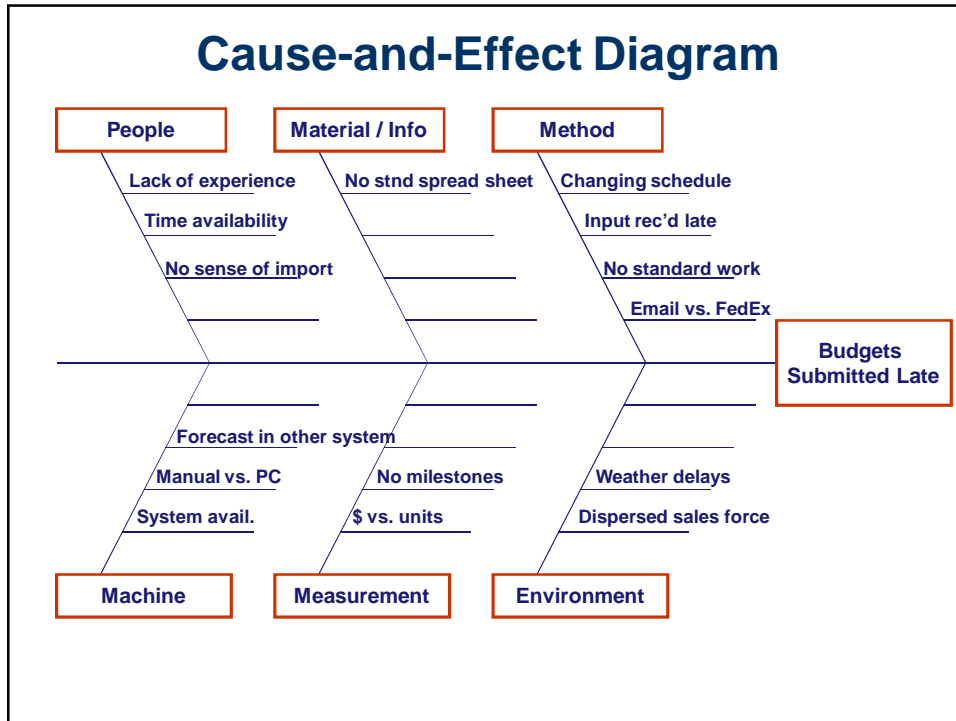 Cause-and-Effect Diagram
People
Material / Info
Method
Lack of experience
No stnd spread sheet
Changing schedule
Time availability
Input rec’d late
No sense of import
No standard work
Email vs. FedEx
Budgets
Submitted Late
Forecast in other system
Manual vs. PC
No milestones
Weather delays
System avail.
$ vs. units
Dispersed sales force
Machine
Measurement
Environment